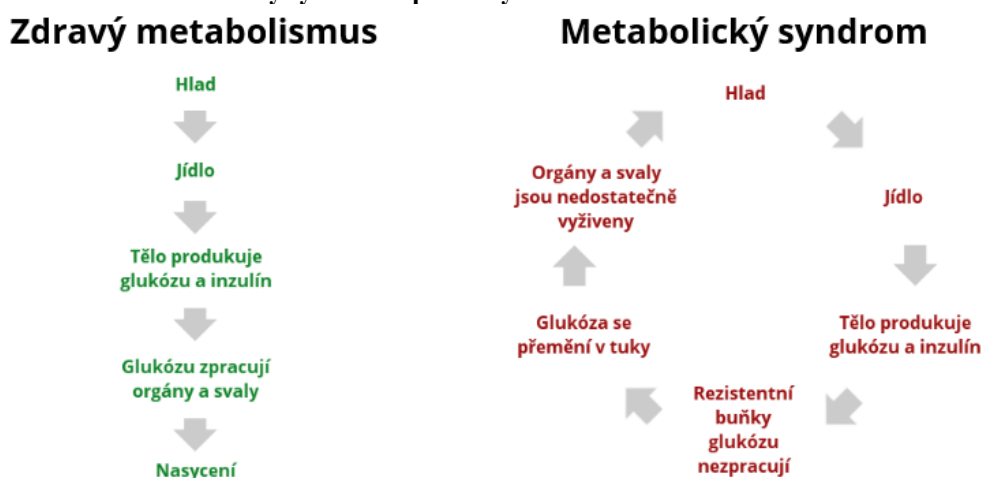 Zdravý metabolismus
Hlad
Jídlo
Tělo produkuje
glukózu a inzulín
Glukózu zpracují
orgány a svaly
Nasycení
Metabolický syndrom
Hlad
Jídlo
Tělo produkuje
glukózu a inzulín
Rezistentní
buňky
glukózu
nezpracují
Glukóza se
přemění v tuky
Orgány a svaly
jsou nedostatečně
vyživeny